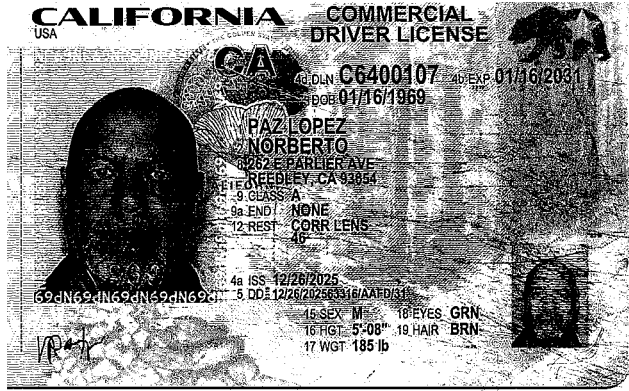 CALIFORNIA
USA
COMMERCIAL
DRIVER LICENSE
CA
4d DLN C6400107 4b EXP 01/16/2031
3 DOB 01/16/1969
PAZ LOPEZ
NORBERTO
262 E PARLIER AVE
REEDLEY, CA 93654
9 CLASS A
9a END NONE
12 REST CORR LENS
46
4a ISS 12/26/2025
5 DD 12/26/202563316/AAFD/31
15 SEX M 18 EYES GRN
16 HGT 5'-08" 19 HAIR BRN
17 WGT 185 lb